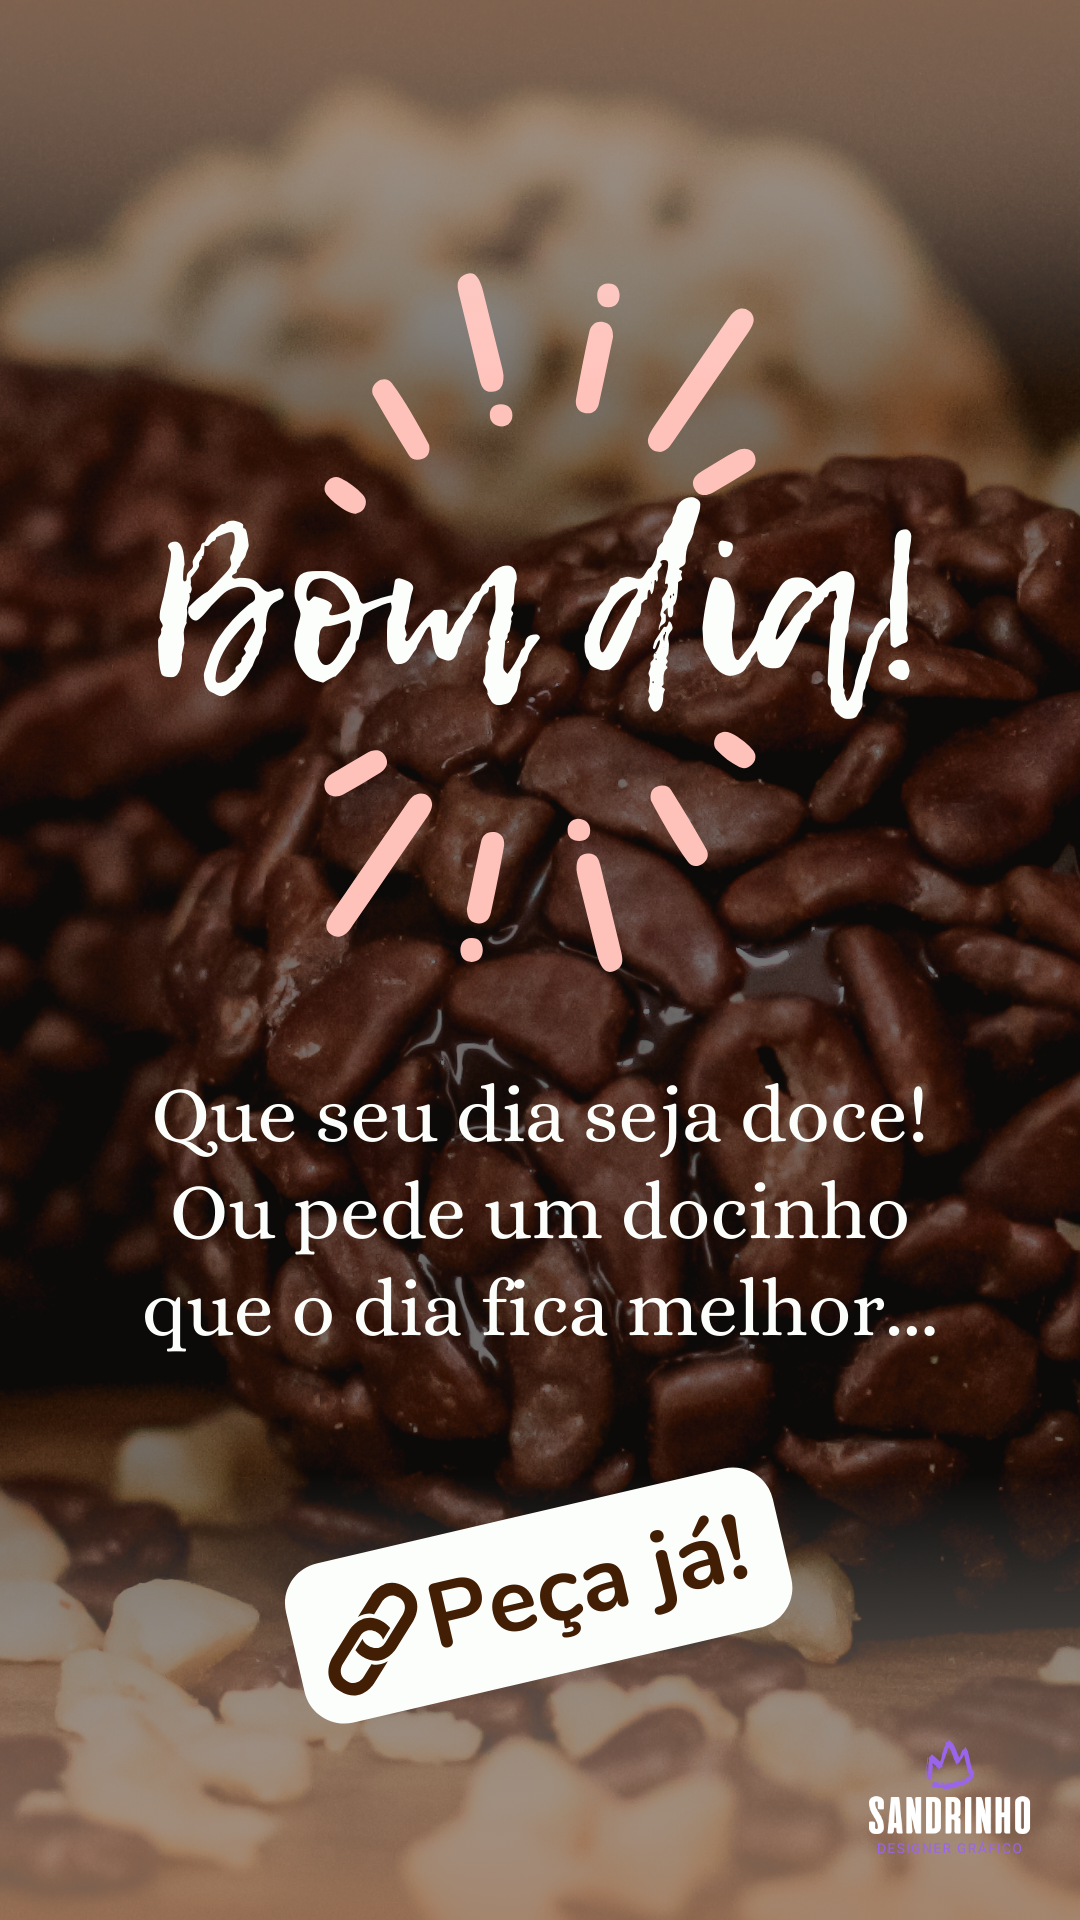 Bom dia!
Que seu dia seja doce!
Ou pede um docinho
que o dia fica melhor...
Peça já!
SANDRINHO
DESIGNER GRÁFICO